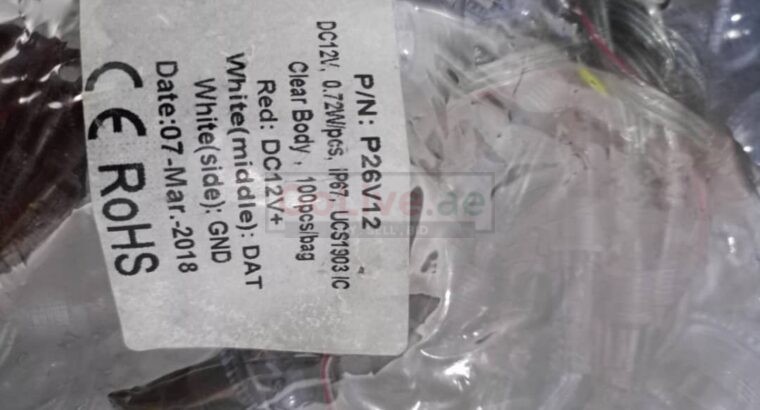 P/N: P26V12
DC12V, 0.72W/pcs, IP67, UCS1903 IC
Clear Body, 100pcs/bag
Red: DC12V+
White(middle): DAT
White(side): GND
Date:07-Mar.-2018
CE RoHS